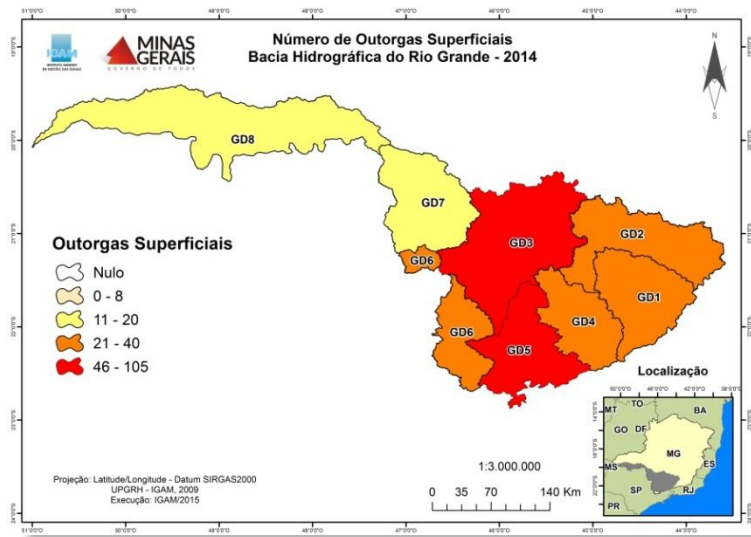 Número de Outorgas Superficiais
Bacia Hidrográfica do Rio Grande - 2014
IGAM
MINAS
GERAIS
GOVERNO DE TODOS
N
S
51°0'0"S 50°0'0"S 49°0'0"S 48°0'0"S 47°0'0"S 46°0'0"S 45°0'0"S 44°0'0"S
GD8
GD7
GD3
GD2
GD6
GD1
GD6
GD4
GD5
Outorgas Superficiais
Nulo
0 - 8
11 - 20
21 - 40
46 - 105
Localização
MT
TO
BA
GO
DF
MG
MS
ES
SP
RJ
PR
Projeção: Latitude/Longitude - Datum SIRGAS2000
UPGRH - IGAM, 2009
Execução: IGAM/2015
1:3.000.000
0 35 70 140 Km